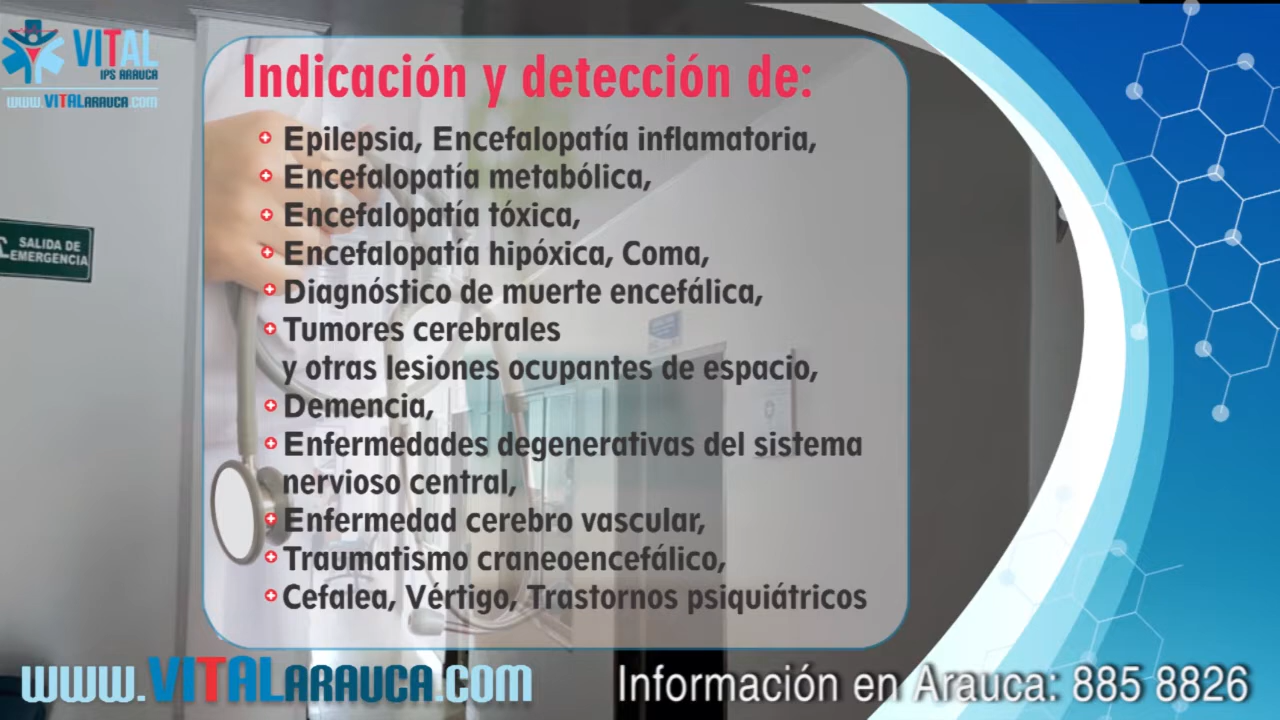 VITAL
IPS ARAUCA
www.VITALARAUCA.com
Indicación y detección de:
Epilepsia, Encefalopatía inflamatoria,
Encefalopatía metabólica,
Encefalopatía tóxica,
Encefalopatía hipóxica, Coma,
Diagnóstico de muerte encefálica,
Tumores cerebrales
y otras lesiones ocupantes de espacio,
Demencia,
Enfermedades degenerativas del sistema
nervioso central,
Enfermedad cerebro vascular,
Traumatismo craneoencefálico,
Cefalea, Vértigo, Trastornos psiquiátricos
SALIDA DE
EMERGENCIA
www.VITALARAUCA.com
Información en Arauca: 885 8826